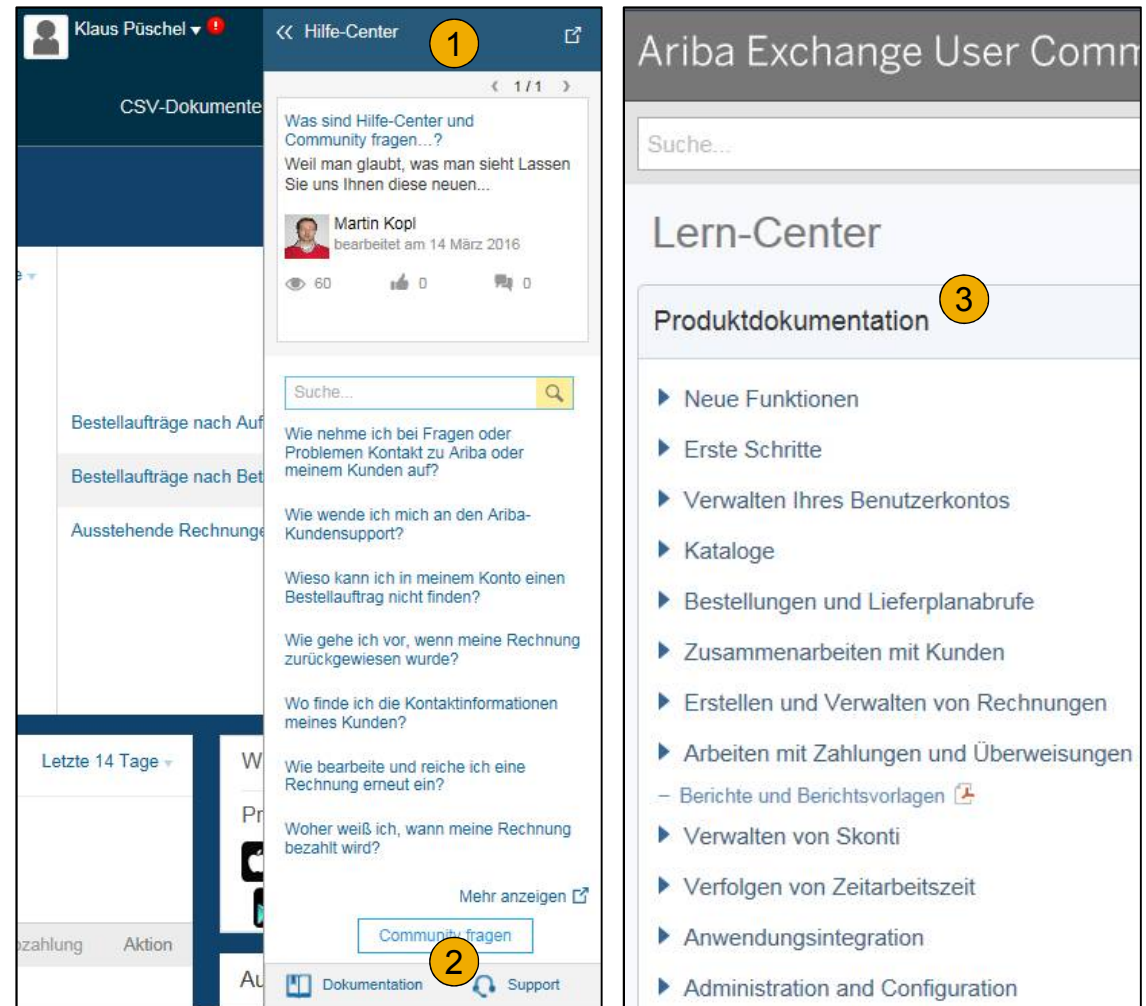 Klaus Püschel
CSV-Dokumente
Bestellaufträge nach Auf
Bestellaufträge nach Bet
Ausstehende Rechnunge
Letzte 14 Tage
W
Pr
zahlung Aktion
Au
Hilfe-Center
1
1 / 1
Was sind Hilfe-Center und
Community fragen...?
Weil man glaubt, was man sieht Lassen
Sie uns Ihnen diese neuen...
Martin Kopl
bearbeitet am 14 März 2016
60 0 0
Suche...
Wie nehme ich bei Fragen oder
Problemen Kontakt zu Ariba oder
meinem Kunden auf?
Wie wende ich mich an den Ariba-
Kundensupport?
Wieso kann ich in meinem Konto einen
Bestellauftrag nicht finden?
Wie gehe ich vor, wenn meine Rechnung
zurückgewiesen wurde?
Wo finde ich die Kontaktinformationen
meines Kunden?
Wie bearbeite und reiche ich eine
Rechnung erneut ein?
Woher weiß ich, wann meine Rechnung
bezahlt wird?
Mehr anzeigen
Community fragen
2
Dokumentation Support
Ariba Exchange User Comm
Suche...
Lern-Center
3
Produktdokumentation
Neue Funktionen
Erste Schritte
Verwalten Ihres Benutzerkontos
Kataloge
Bestellungen und Lieferplanabrufe
Zusammenarbeiten mit Kunden
Erstellen und Verwalten von Rechnungen
Arbeiten mit Zahlungen und Überweisungen
– Berichte und Berichtsvorlagen
Verwalten von Skonti
Verfolgen von Zeitarbeitszeit
Anwendungsintegration
Administration and Configuration